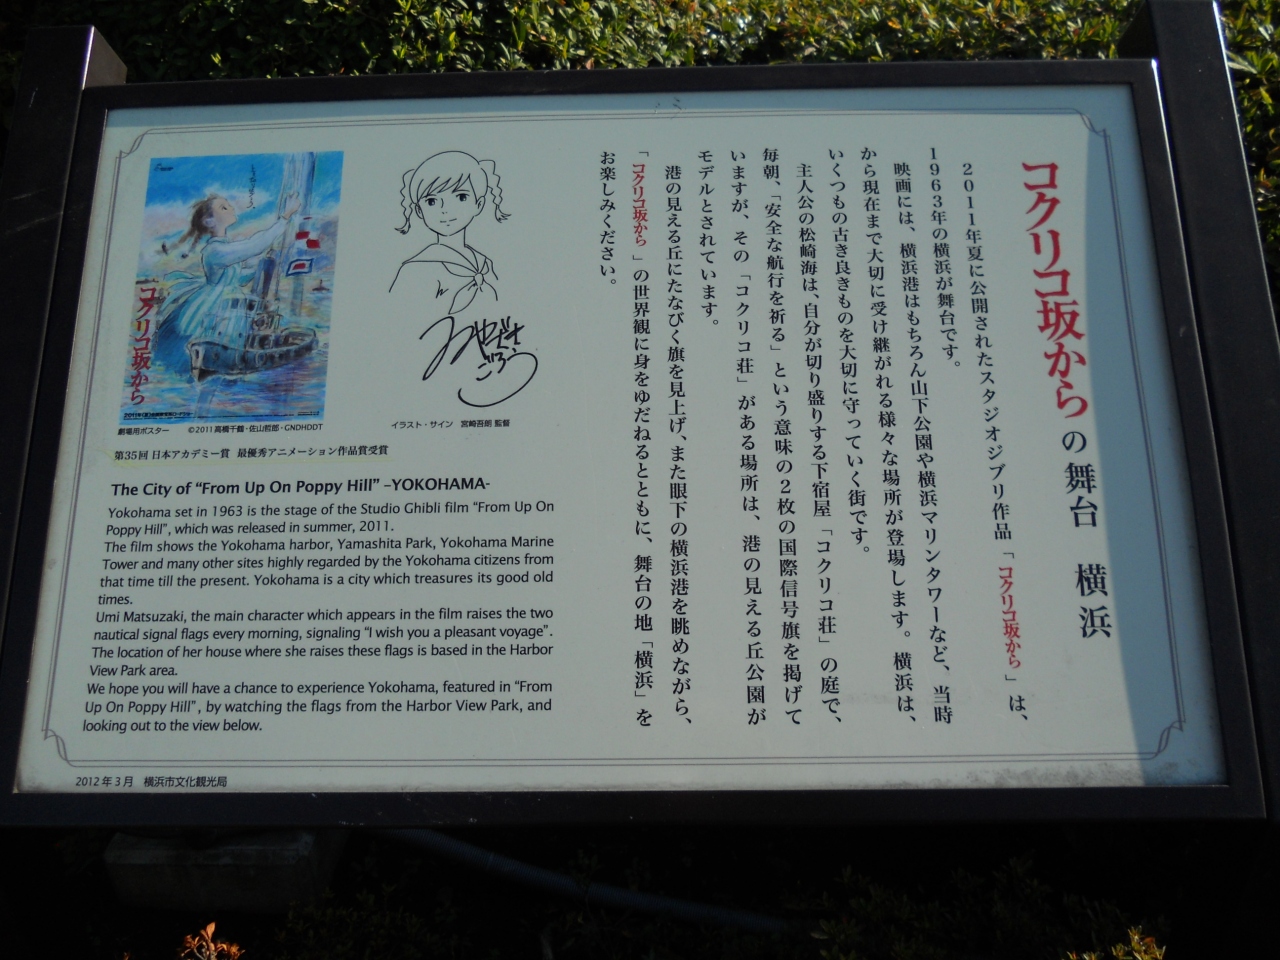 コクリコ坂からの舞台 横浜
2011年夏に公開されたスタジオジブリ作品「コクリコ坂から」は、
1963年の横浜が舞台です。
映画には、横浜港はもちろん山下公園や横浜マリンタワーなど、当時
から現在まで大切に受け継がれる様々な場所が登場します。横浜は、
いくつもの古き良きものを大切に守っていく街です。
主人公の松崎海は、自分が切り盛りする下宿屋「コクリコ荘」の庭で、
毎朝、「安全な航行を祈る」という意味の2枚の国際信号旗を掲げて
いますが、その「コクリコ荘」がある場所は、港の見える丘公園が
モデルとされています。
港の見える丘にたなびく旗を見上げ、また眼下の横浜港を眺めながら、
「コクリコ坂から」の世界観に身をゆだねるとともに、舞台の地「横浜」を
お楽しみください。
コクリコ坂から
劇場用ポスター ©2011 高橋千鶴・佐山哲郎・GNDHDDT
イラスト・サイン 宮崎吾朗 監督
みやざき
ごろう
第35回 日本アカデミー賞 最優秀アニメーション作品賞受賞
The City of “From Up On Poppy Hill” –YOKOHAMA-
Yokohama set in 1963 is the stage of the Studio Ghibli film “From Up On
Poppy Hill”, which was released in summer, 2011.
The film shows the Yokohama harbor, Yamashita Park, Yokohama Marine
Tower and many other sites highly regarded by the Yokohama citizens from
that time till the present. Yokohama is a city which treasures its good old
times.
Umi Matsuzaki, the main character which appears in the film raises the two
nautical signal flags every morning, signaling “I wish you a pleasant voyage”.
The location of her house where she raises these flags is based in the Harbor
View Park area.
We hope you will have a chance to experience Yokohama, featured in “From
Up On Poppy Hill”, by watching the flags from the Harbor View Park, and
looking out to the view below.
2012年3月 横浜市文化観光局